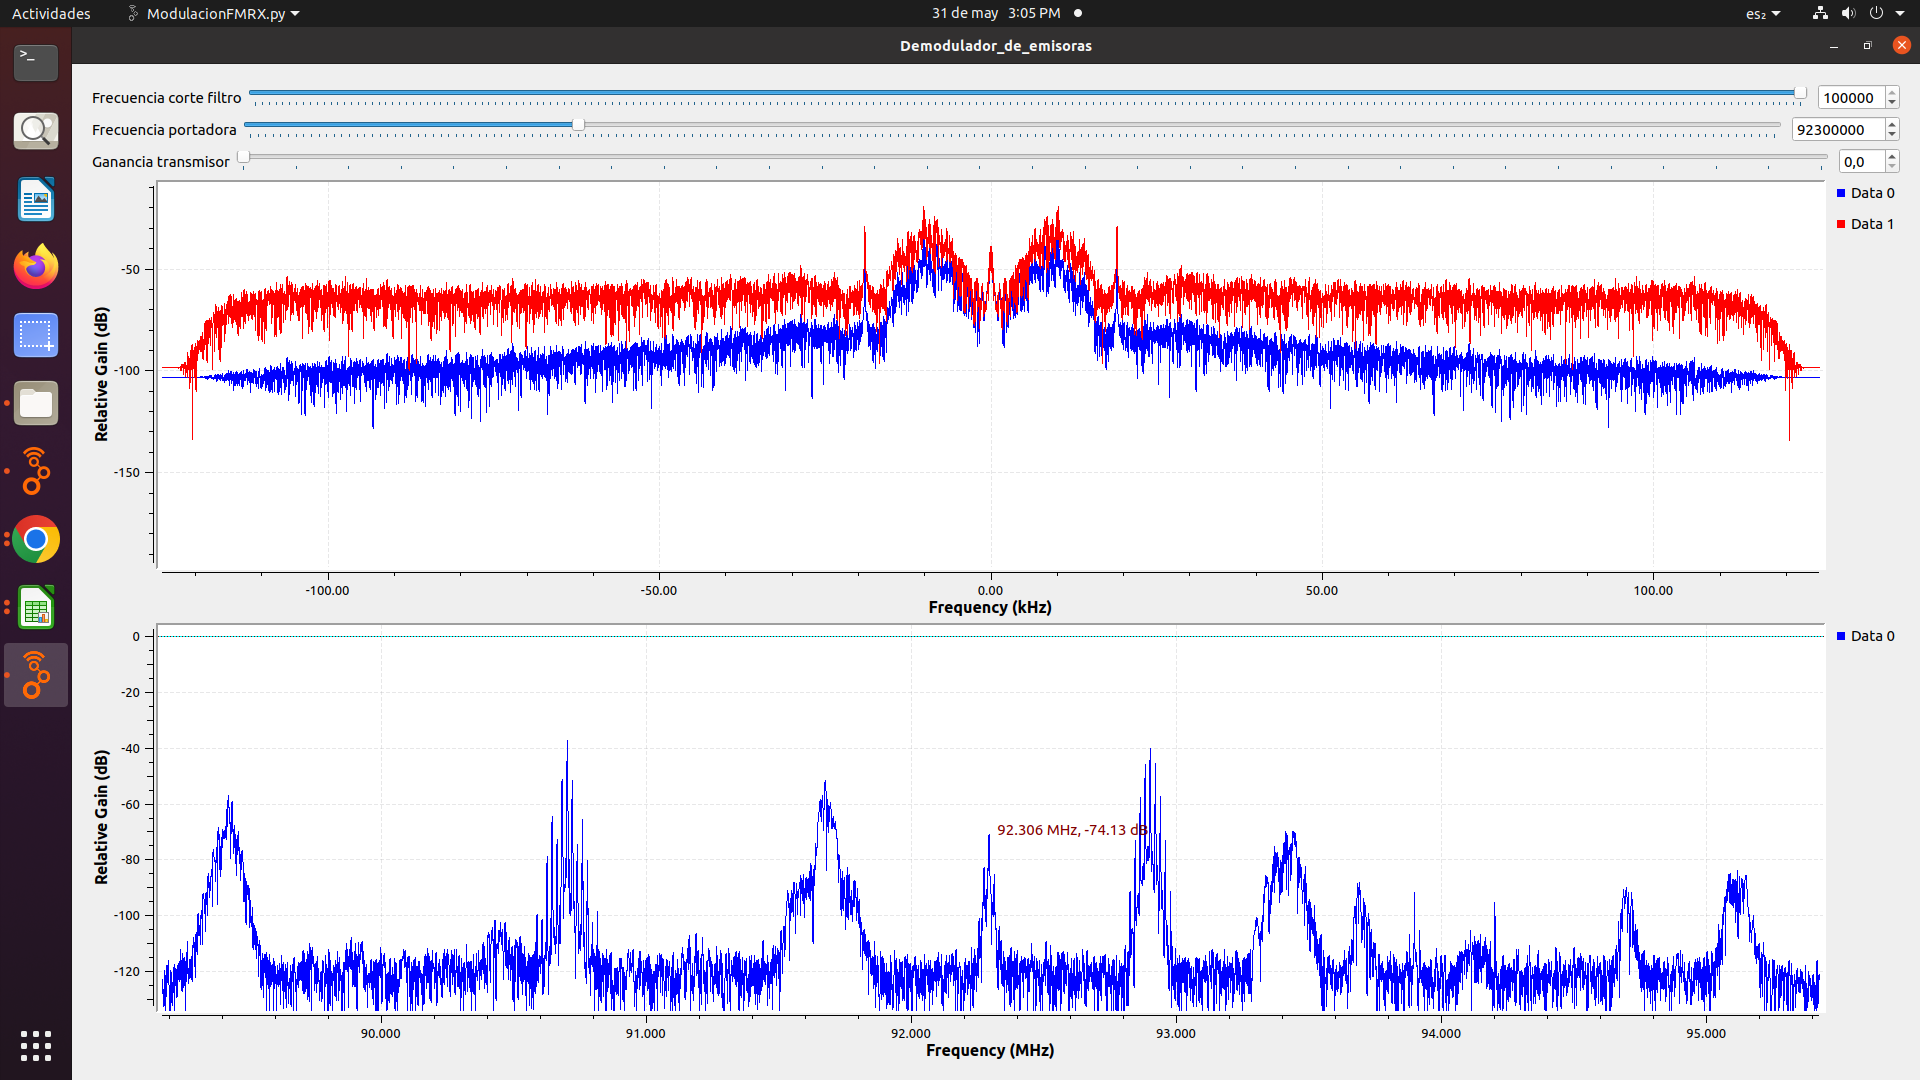 Actividades ModulacionFMRX.py 31 de may 3:05 PM es₂
Demodulador_de_emisoras
Frecuencia corte filtro 100000
Frecuencia portadora 92300000
Ganancia transmisor 0,0
Data 0
Data 1
-50
-100
-150
Relative Gain (dB)
-100.00 -50.00 0.00 50.00 100.00
Frequency (kHz)
Data 0
0
-20
-40
-60
-80
-100
-120
Relative Gain (dB)
92.306 MHz, -74.13 dB
90.000 91.000 92.000 93.000 94.000 95.000
Frequency (MHz)